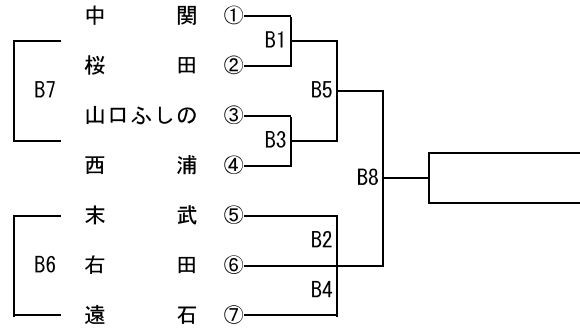 中関 ①
B1
桜田 ②
B7 B5
山口ふしの ③
B3
西浦 ④
B8
末武 ⑤
B2
B6 右田 ⑥
B4
遠石 ⑦